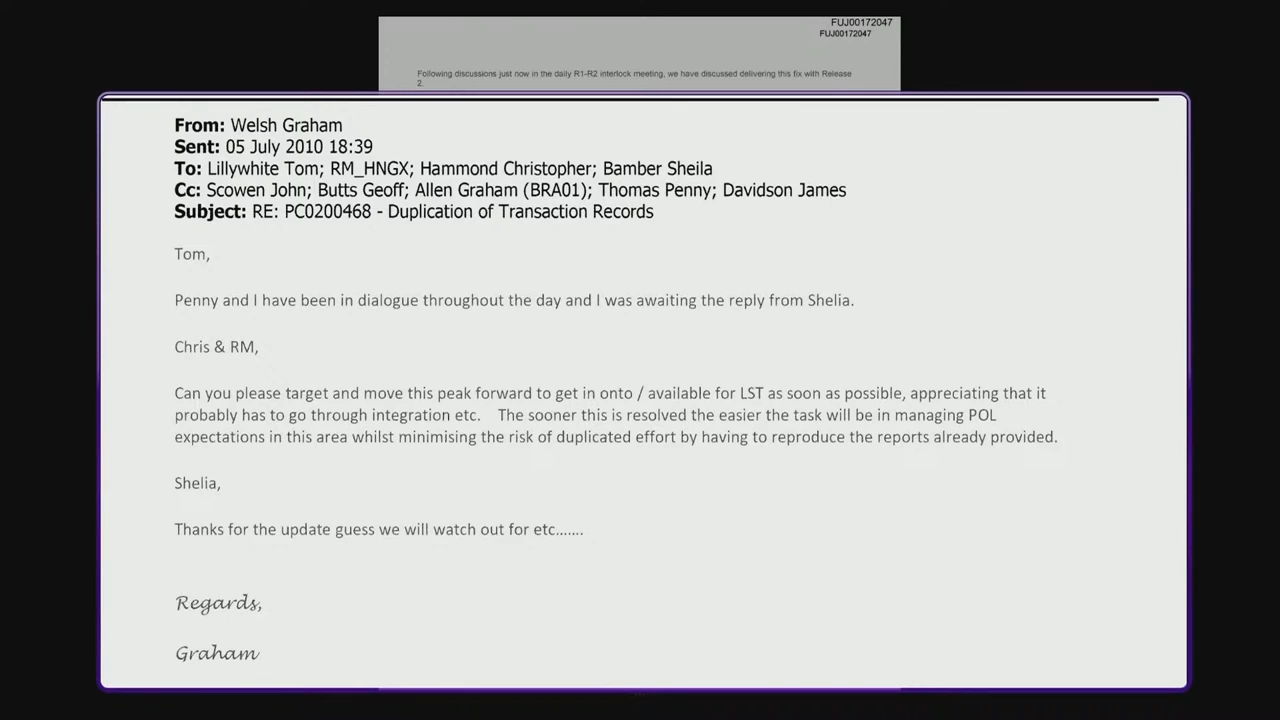 FUJ00172047
FUJ00172047
Following discussions just now in the daily R1-R2 interlock meeting, we have discussed delivering this fix with Release
2.
From: Welsh Graham
Sent: 05 July 2010 18:39
To: Lillywhite Tom; RM_HNGX; Hammond Christopher; Bamber Sheila
Cc: Scowen John; Butts Geoff; Allen Graham (BRA01); Thomas Penny; Davidson James
Subject: RE: PC0200468 - Duplication of Transaction Records
Tom,
Penny and I have been in dialogue throughout the day and I was awaiting the reply from Shelia.
Chris & RM,
Can you please target and move this peak forward to get in onto / available for LST as soon as possible, appreciating that it
probably has to go through integration etc. The sooner this is resolved the easier the task will be in managing POL
expectations in this area whilst minimising the risk of duplicated effort by having to reproduce the reports already provided.
Shelia,
Thanks for the update guess we will watch out for etc…….
Regards,
Graham